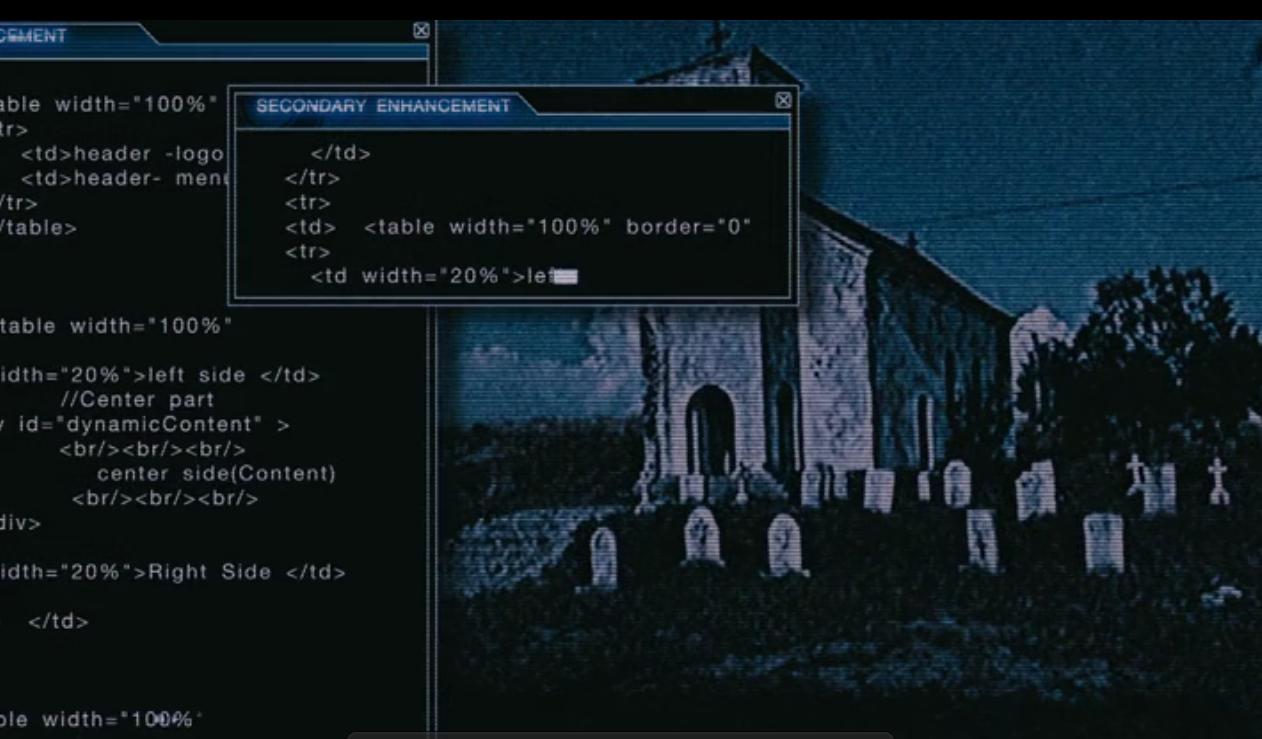 CEMENT
able width="100%"
tr>
<td>header -logo
<td>header- menu
/tr>
/table>
table width="100%"
idth="20%">left side </td>
//Center part
v id="dynamicContent" >
<br/><br/><br/>
center side(Content)
<br/><br/><br/>
div>
idth="20%">Right Side </td>
</td>
ble width="100%"
SECONDARY ENHANCEMENT
</td>
</tr>
<tr>
<td> <table width="100%" border="0"
<tr>
<td width="20%">lef